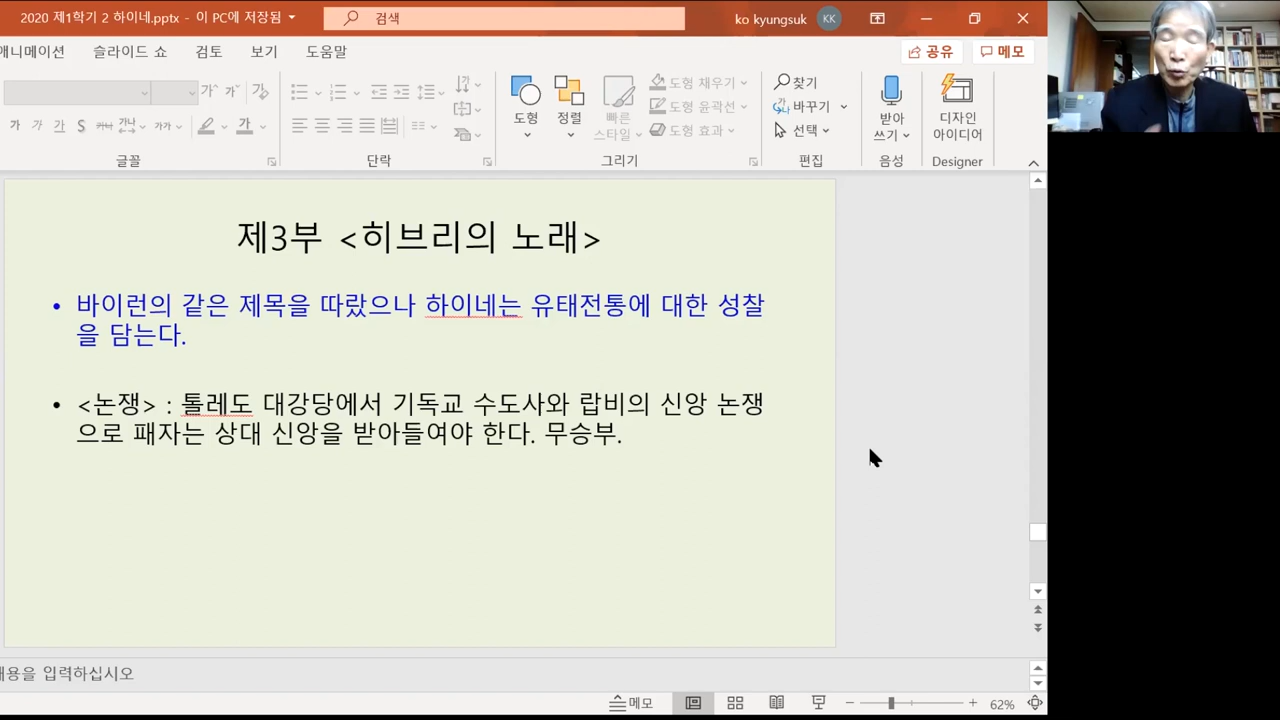 2020 제1학기 2 하이네.pptx - 이 PC에 저장됨
검색
ko kyungsuk
KK
애니메이션 슬라이드 쇼 검토 보기 도움말
공유
메모
가 가 가 S 가나 가나 가가 가
도형 정렬 빠른 스타일
도형 채우기
도형 윤곽선
도형 효과
찾기
바꾸기
선택
받아쓰기
디자인 아이디어
글꼴 단락 그리기 편집 음성 Designer
제3부 <히브리의 노래>
• 바이런의 같은 제목을 따랐으나 하이네는 유태전통에 대한 성찰
을 담는다.
• <논쟁> : 톨레도 대강당에서 기독교 수도사와 랍비의 신앙 논쟁
으로 패자는 상대 신앙을 받아들여야 한다. 무승부.
내용을 입력하십시오
메모
62%